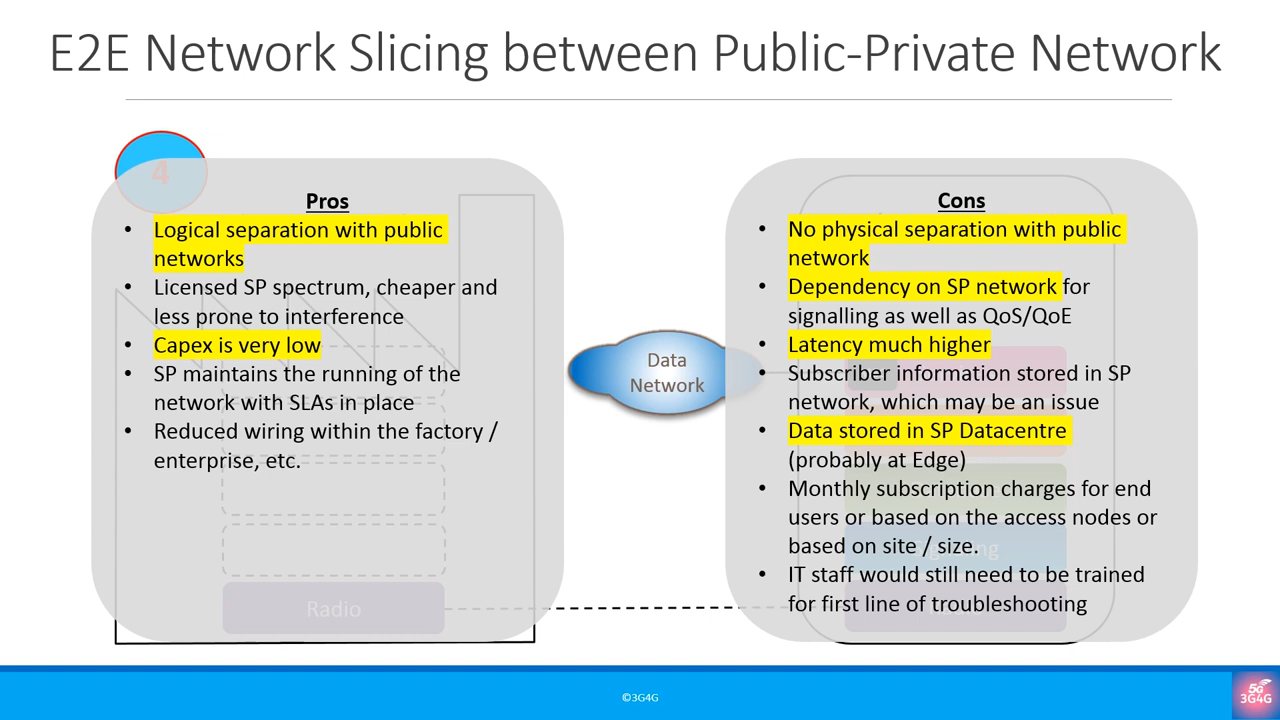 E2E Network Slicing between Public-Private Network
4
Pros
• Logical separation with public
networks
• Licensed SP spectrum, cheaper and
less prone to interference
• Capex is very low
• SP maintains the running of the
network with SLAs in place
• Reduced wiring within the factory /
enterprise, etc.
Radio
Data
Network
Cons
• No physical separation with public
network
• Dependency on SP network for
signalling as well as QoS/QoE
• Latency much higher
• Subscriber information stored in SP
network, which may be an issue
• Data stored in SP Datacentre
(probably at Edge)
• Monthly subscription charges for end
users or based on the access nodes or
based on site / size.
• IT staff would still need to be trained
for first line of troubleshooting
©3G4G
5G
3G4G